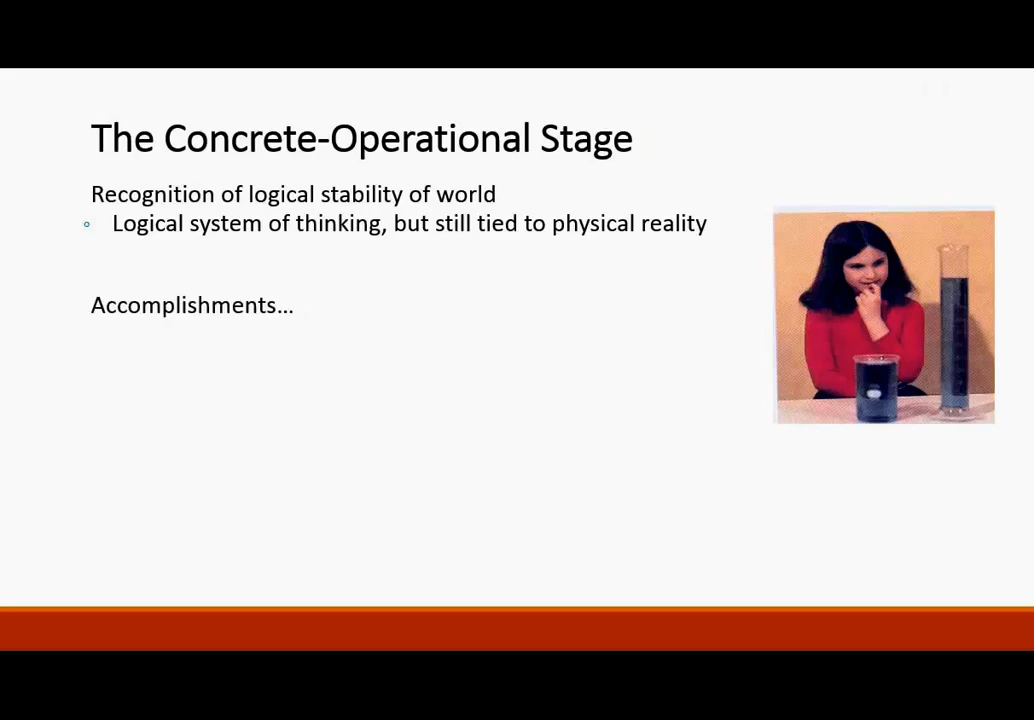 The Concrete-Operational Stage
Recognition of logical stability of world
◦ Logical system of thinking, but still tied to physical reality
Accomplishments…